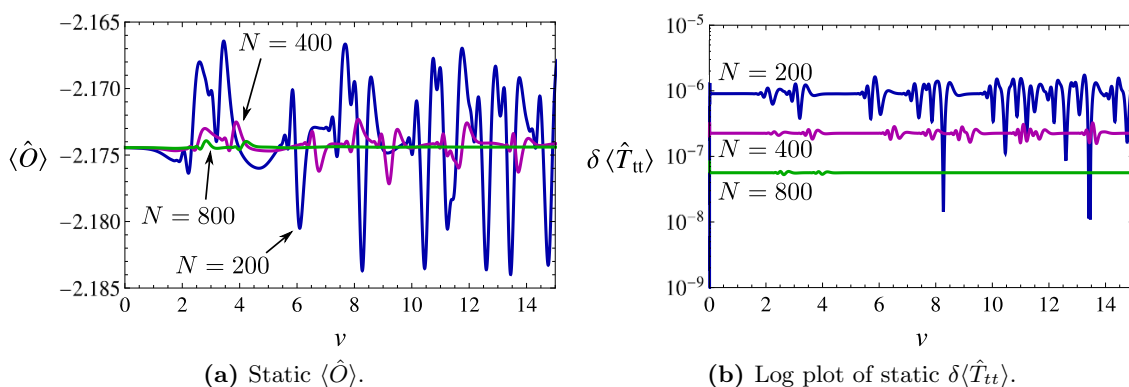 −2.165
−2.170
⟨Ô⟩ −2.175
−2.180
−2.185
N = 400
N = 800
N = 200
0 2 4 6 8 10 12 14
v
(a) Static ⟨Ô⟩.
10⁻⁵
10⁻⁶
δ⟨T̂tt⟩ 10⁻⁷
10⁻⁸
10⁻⁹
N = 200
N = 400
N = 800
0 2 4 6 8 10 12 14
v
(b) Log plot of static δ⟨T̂tt⟩.